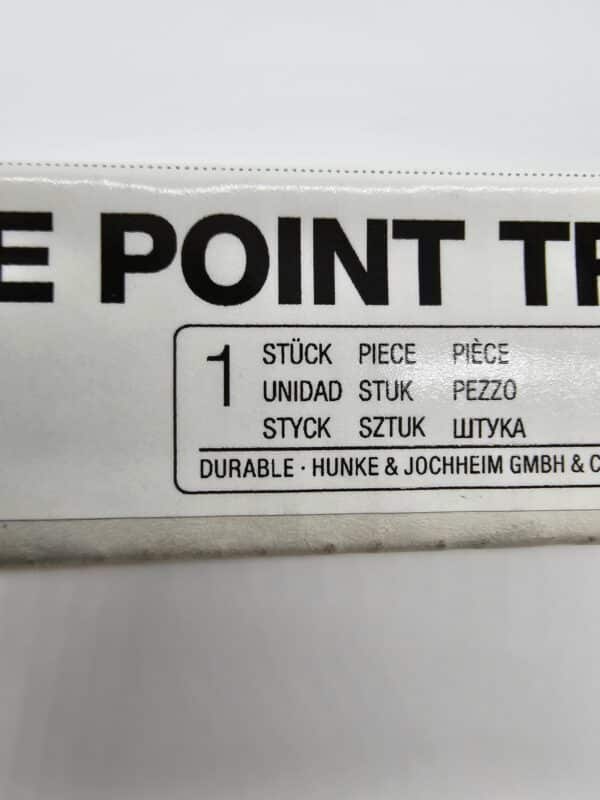 E POINT TR
1 STÜCK PIECE PIÈCE
UNIDAD STUK PEZZO
STYCK SZTUK ШТУКА
DURABLE · HUNKE & JOCHHEIM GMBH & C